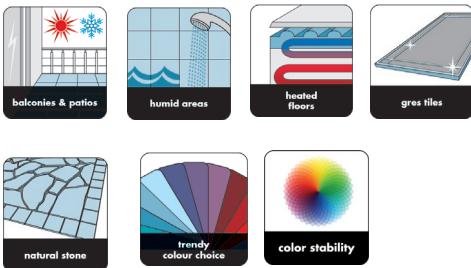 balconies & patios
humid areas
heated
floors
gres tiles
natural stone
trendy
colour choice
color stability